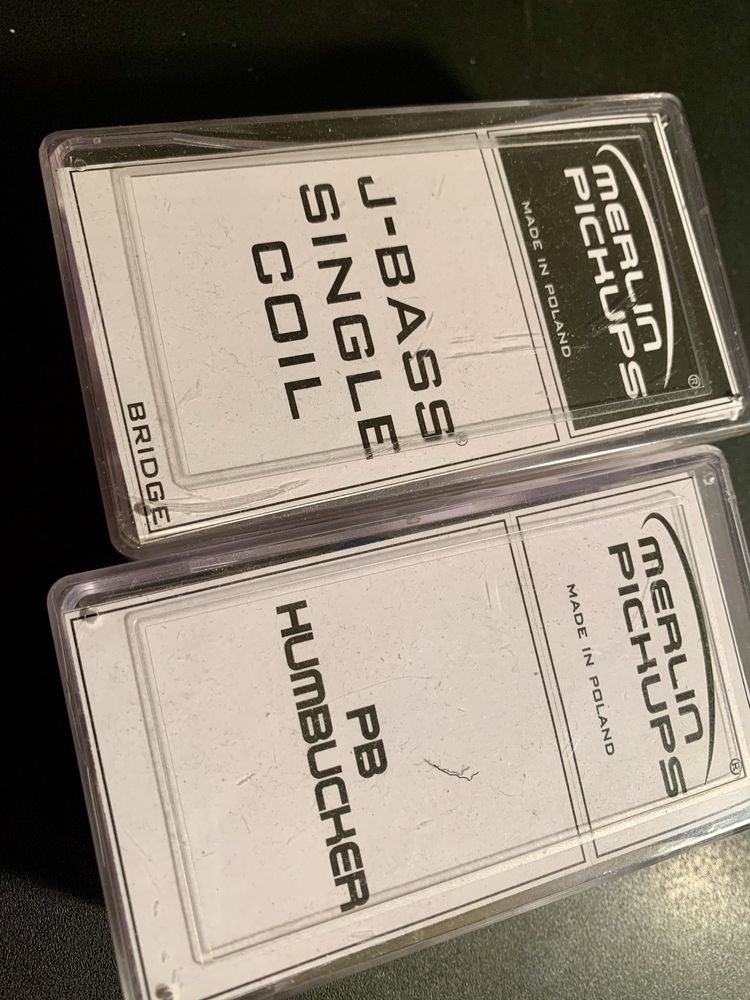 MERLIN
PICKUPS®
MADE IN POLAND
J-BASS®
SINGLE
COIL
BRIDGE
MERLIN
PICKUPS®
MADE IN POLAND
PB
HUMBUCKER